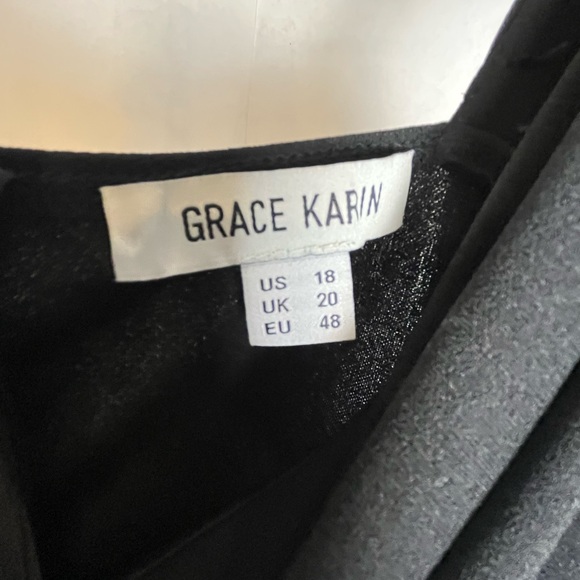 GRACE KARIN
US 18
UK 20
EU 48